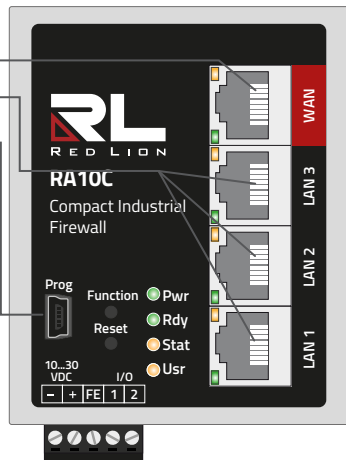 RL
RED LION
RA10C
Compact Industrial
Firewall
Prog
Function
Reset
Pwr
Rdy
Stat
Usr
10...30
VDC
I/O
– + FE 1 2
WAN
LAN 3
LAN 2
LAN 1